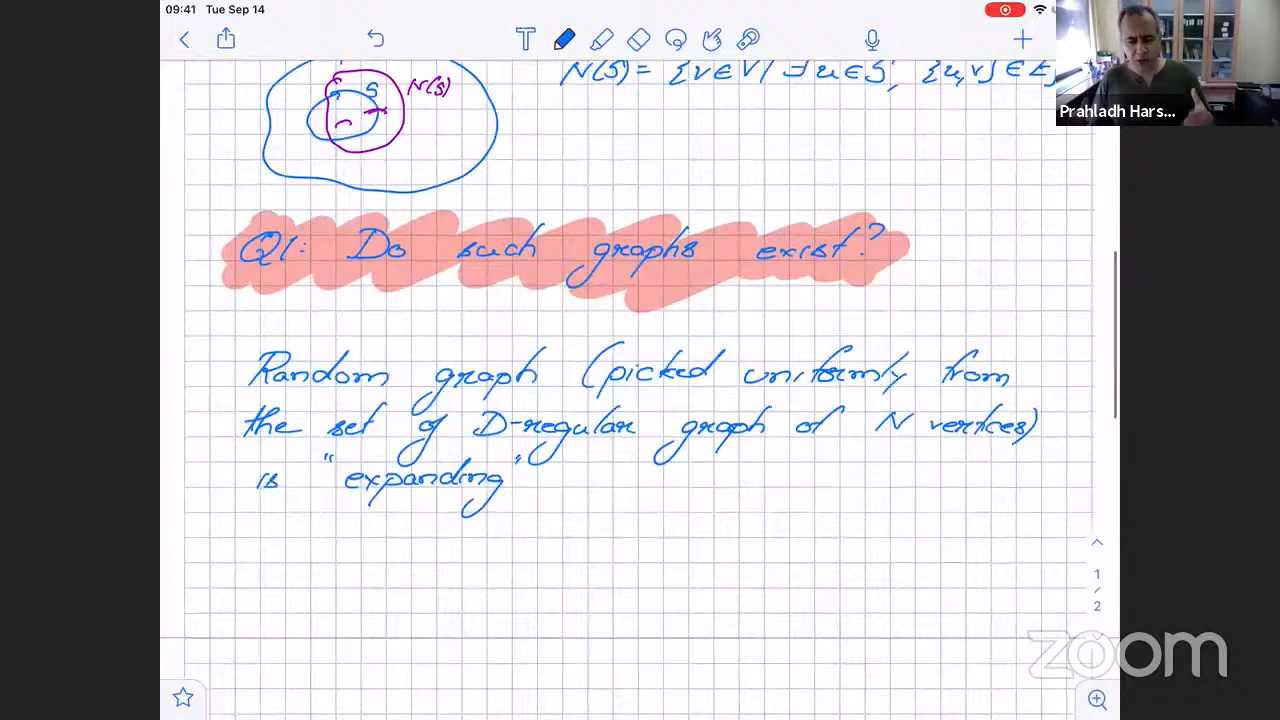 09:41 Tue Sep 14
S N(S) N(S) = {v ∈ V / ∃ u ∈ S, {u,v} ∈ E
Prahladh Hars...
Q1: Do such graphs exist?
Random graph (picked uniformly from
the set of D-regular graph of N vertices)
is "expanding"
1
/
2
zoom